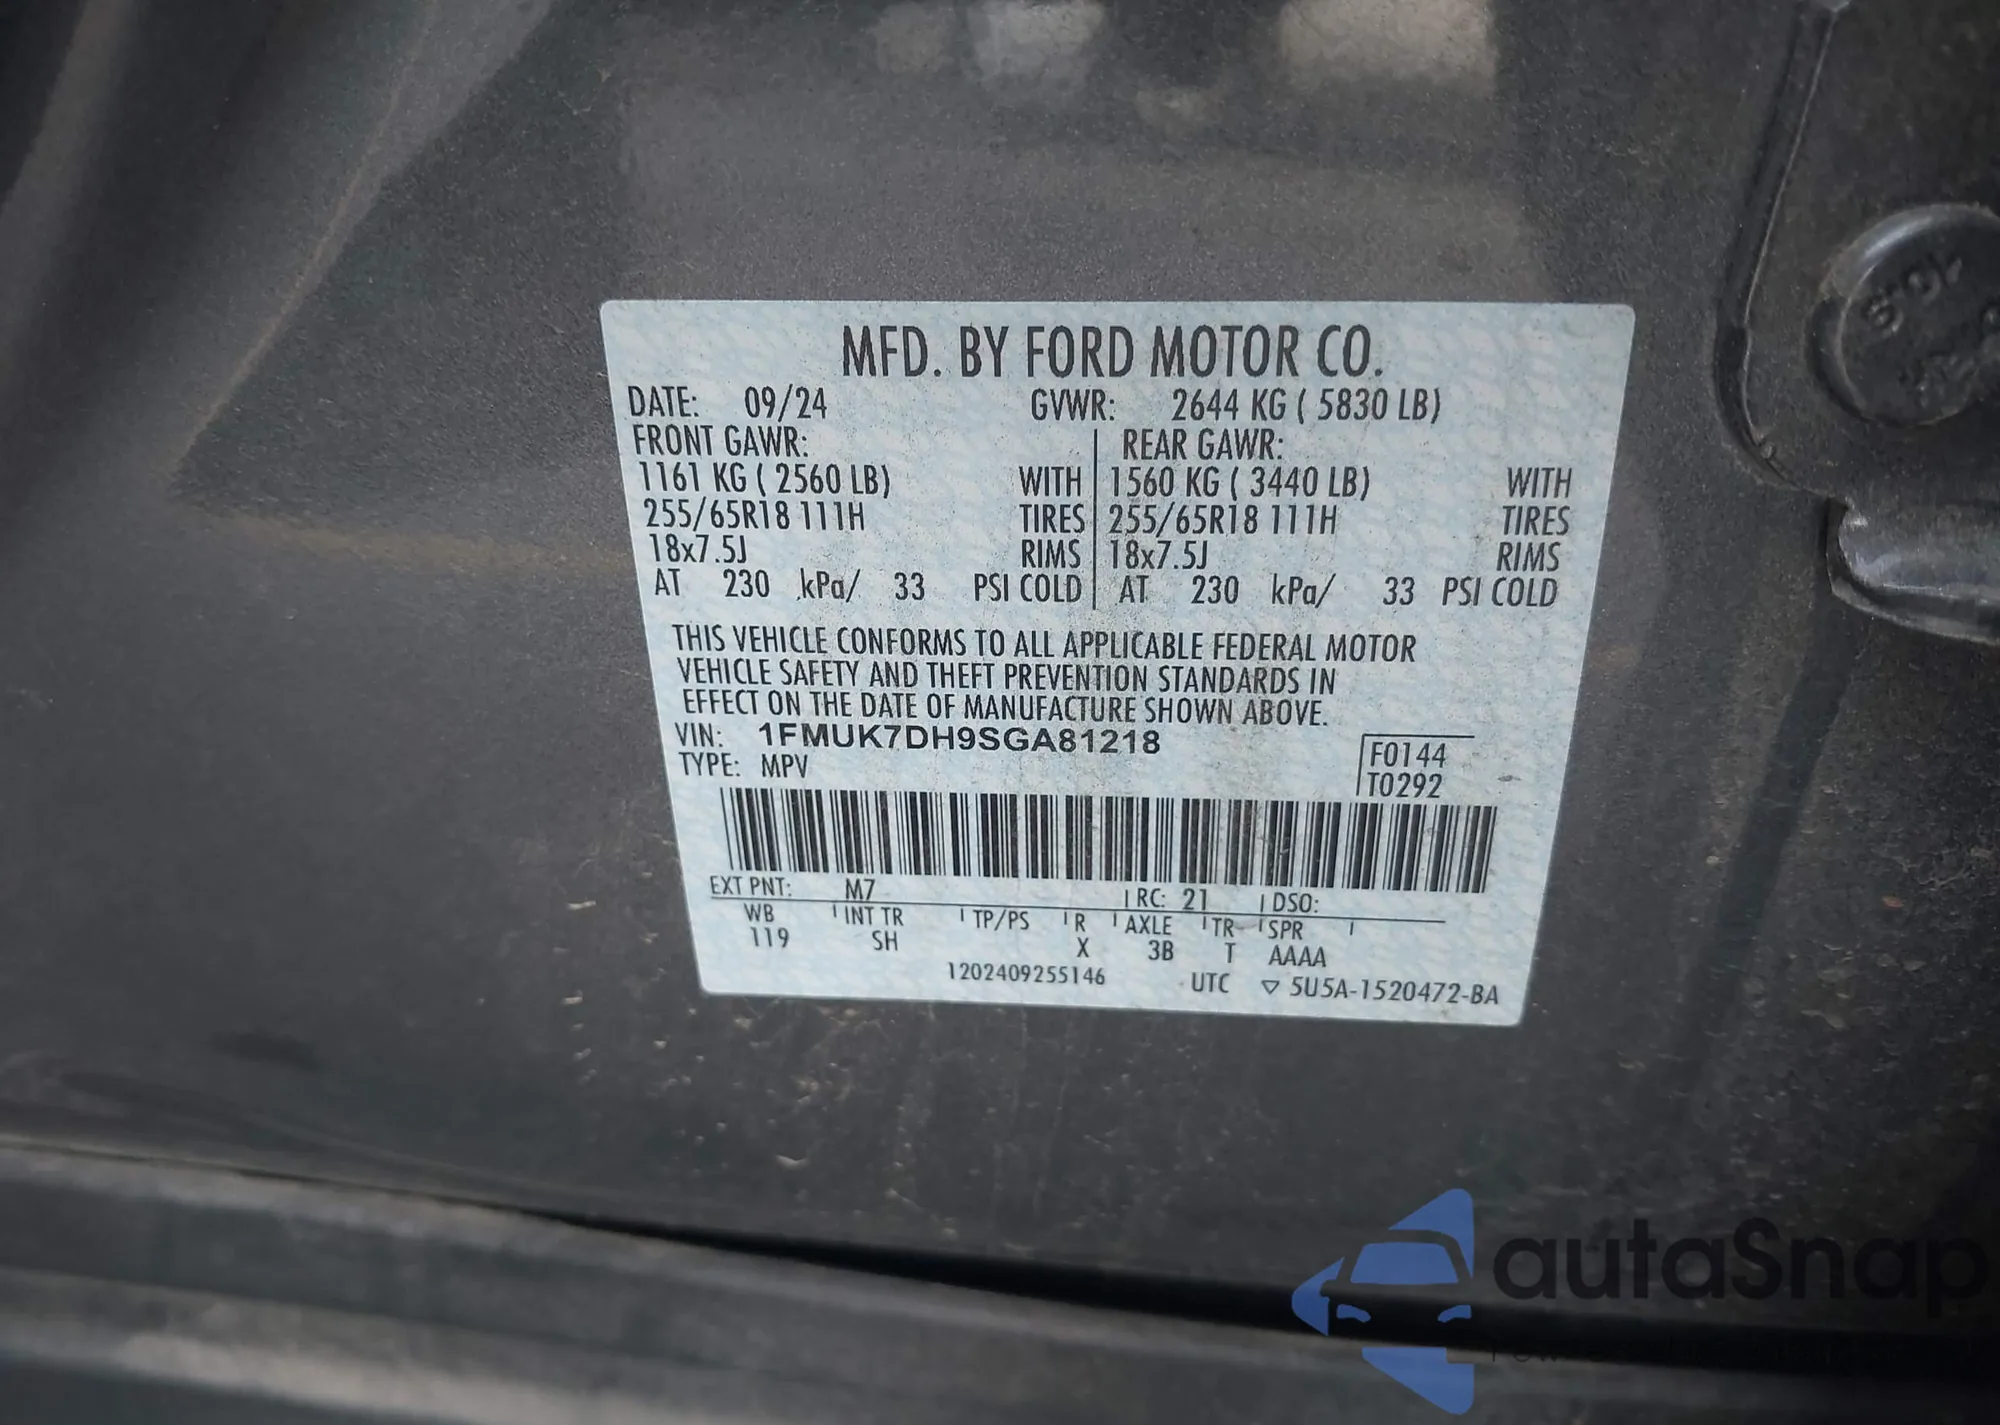 MFD. BY FORD MOTOR CO.
DATE: 09/24 GVWR: 2644 KG ( 5830 LB)
FRONT GAWR: REAR GAWR:
1161 KG ( 2560 LB) WITH 1560 KG ( 3440 LB) WITH
255/65R18 111H TIRES 255/65R18 111H TIRES
18x7.5J RIMS 18x7.5J RIMS
AT 230 kPa/ 33 PSI COLD AT 230 kPa/ 33 PSI COLD
THIS VEHICLE CONFORMS TO ALL APPLICABLE FEDERAL MOTOR
VEHICLE SAFETY AND THEFT PREVENTION STANDARDS IN
EFFECT ON THE DATE OF MANUFACTURE SHOWN ABOVE.
VIN: 1FMUK7DH9SGA81218
TYPE: MPV
F0144
T0292
EXT PNT: M7 RC: 21 DSO:
WB INT TR TP/PS R AXLE TR SPR
119 SH X 3B T AAAA
1202409255146 UTC ▽ 5U5A-1520472-BA
autoSnap